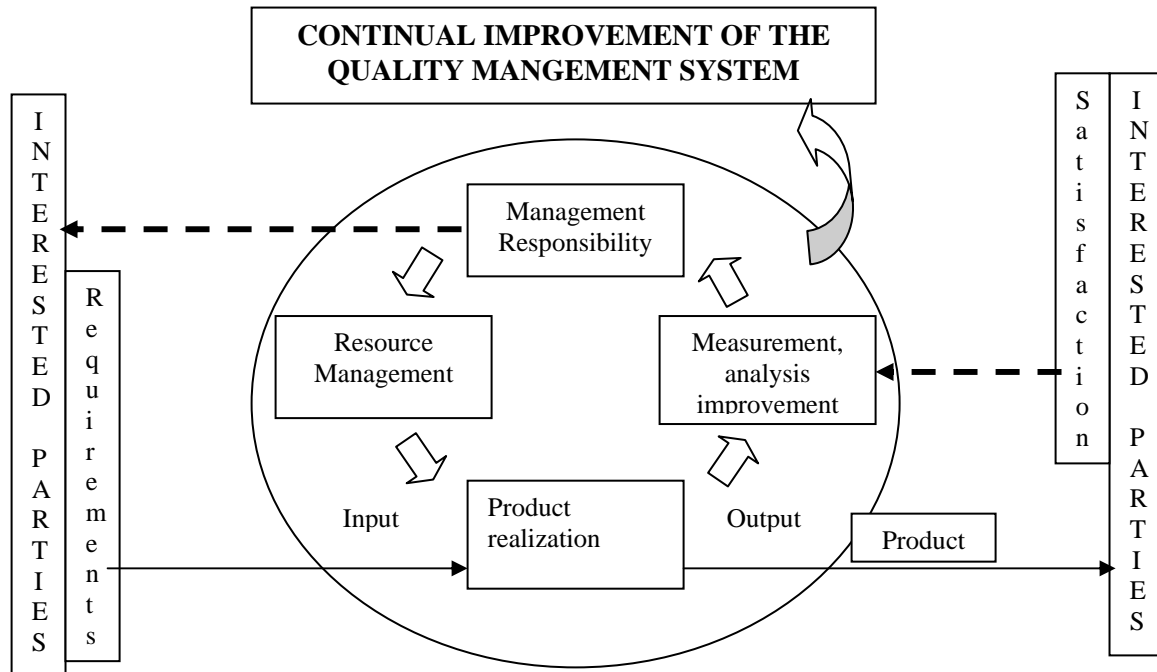 CONTINUAL IMPROVEMENT OF THE
QUALITY MANGEMENT SYSTEM
INTERESTED PARTIES
Requirements
Management
Responsibility
Resource
Management
Measurement,
analysis
improvement
Input
Product
realization
Output
Product
Satisfaction
INTERESTED PARTIES